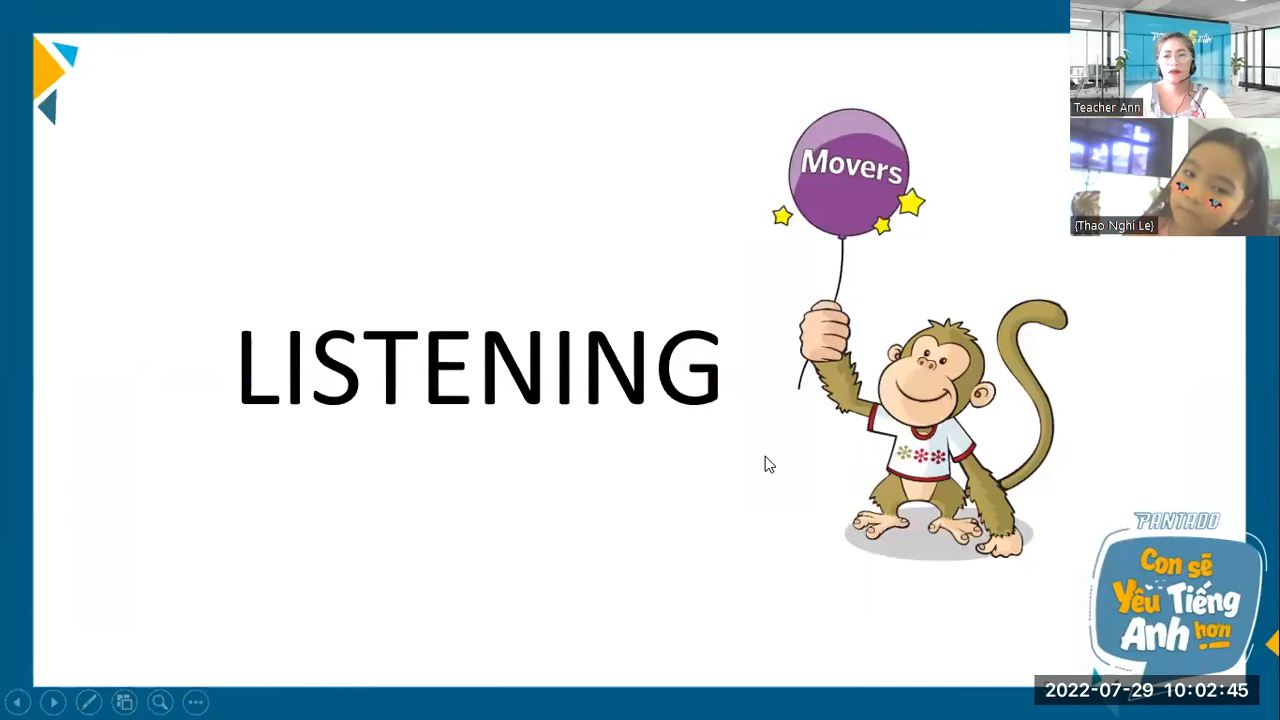 Teacher Ann
{Thao Nghi Le}
Movers
LISTENING
PANTADO
Con sẽ
Yêu Tiếng
Anh hơn
2022-07-29 10:02:45